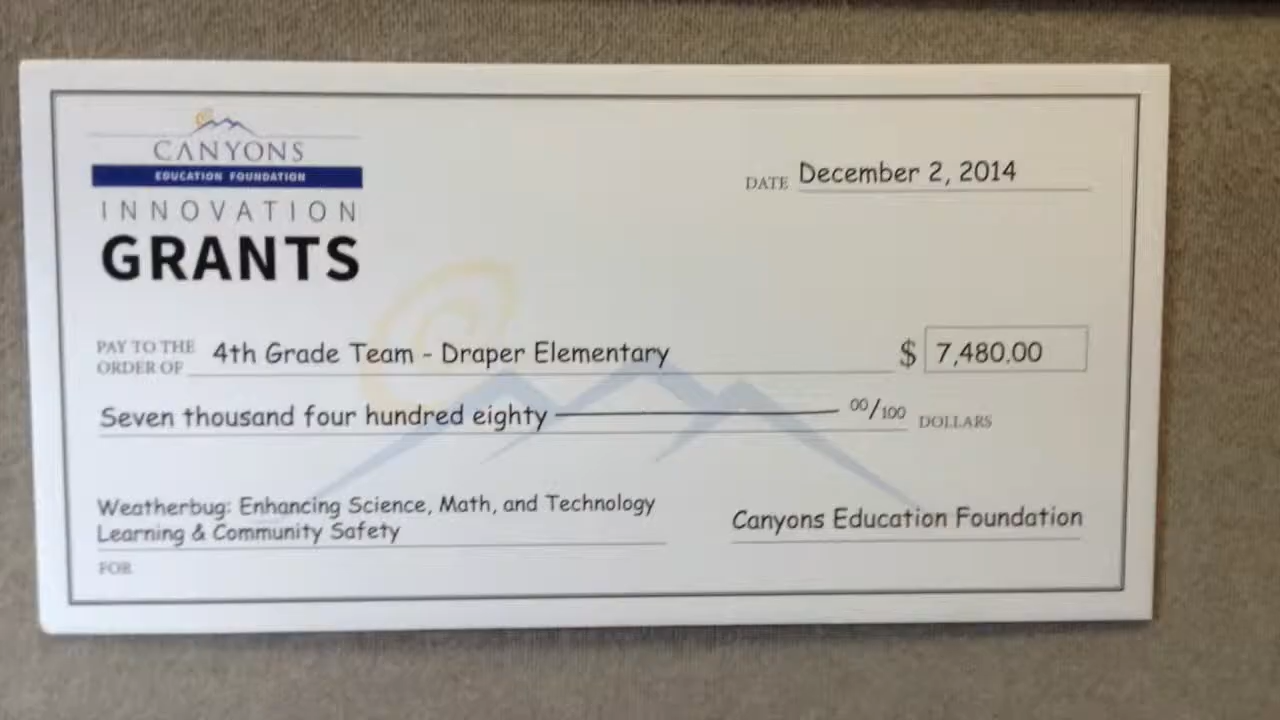 CANYONS
EDUCATION FOUNDATION
INNOVATION
GRANTS
DATE December 2, 2014
PAY TO THE ORDER OF 4th Grade Team - Draper Elementary $ 7,480.00
Seven thousand four hundred eighty 00/100 DOLLARS
Weatherbug: Enhancing Science, Math, and Technology
Learning & Community Safety
Canyons Education Foundation
FOR